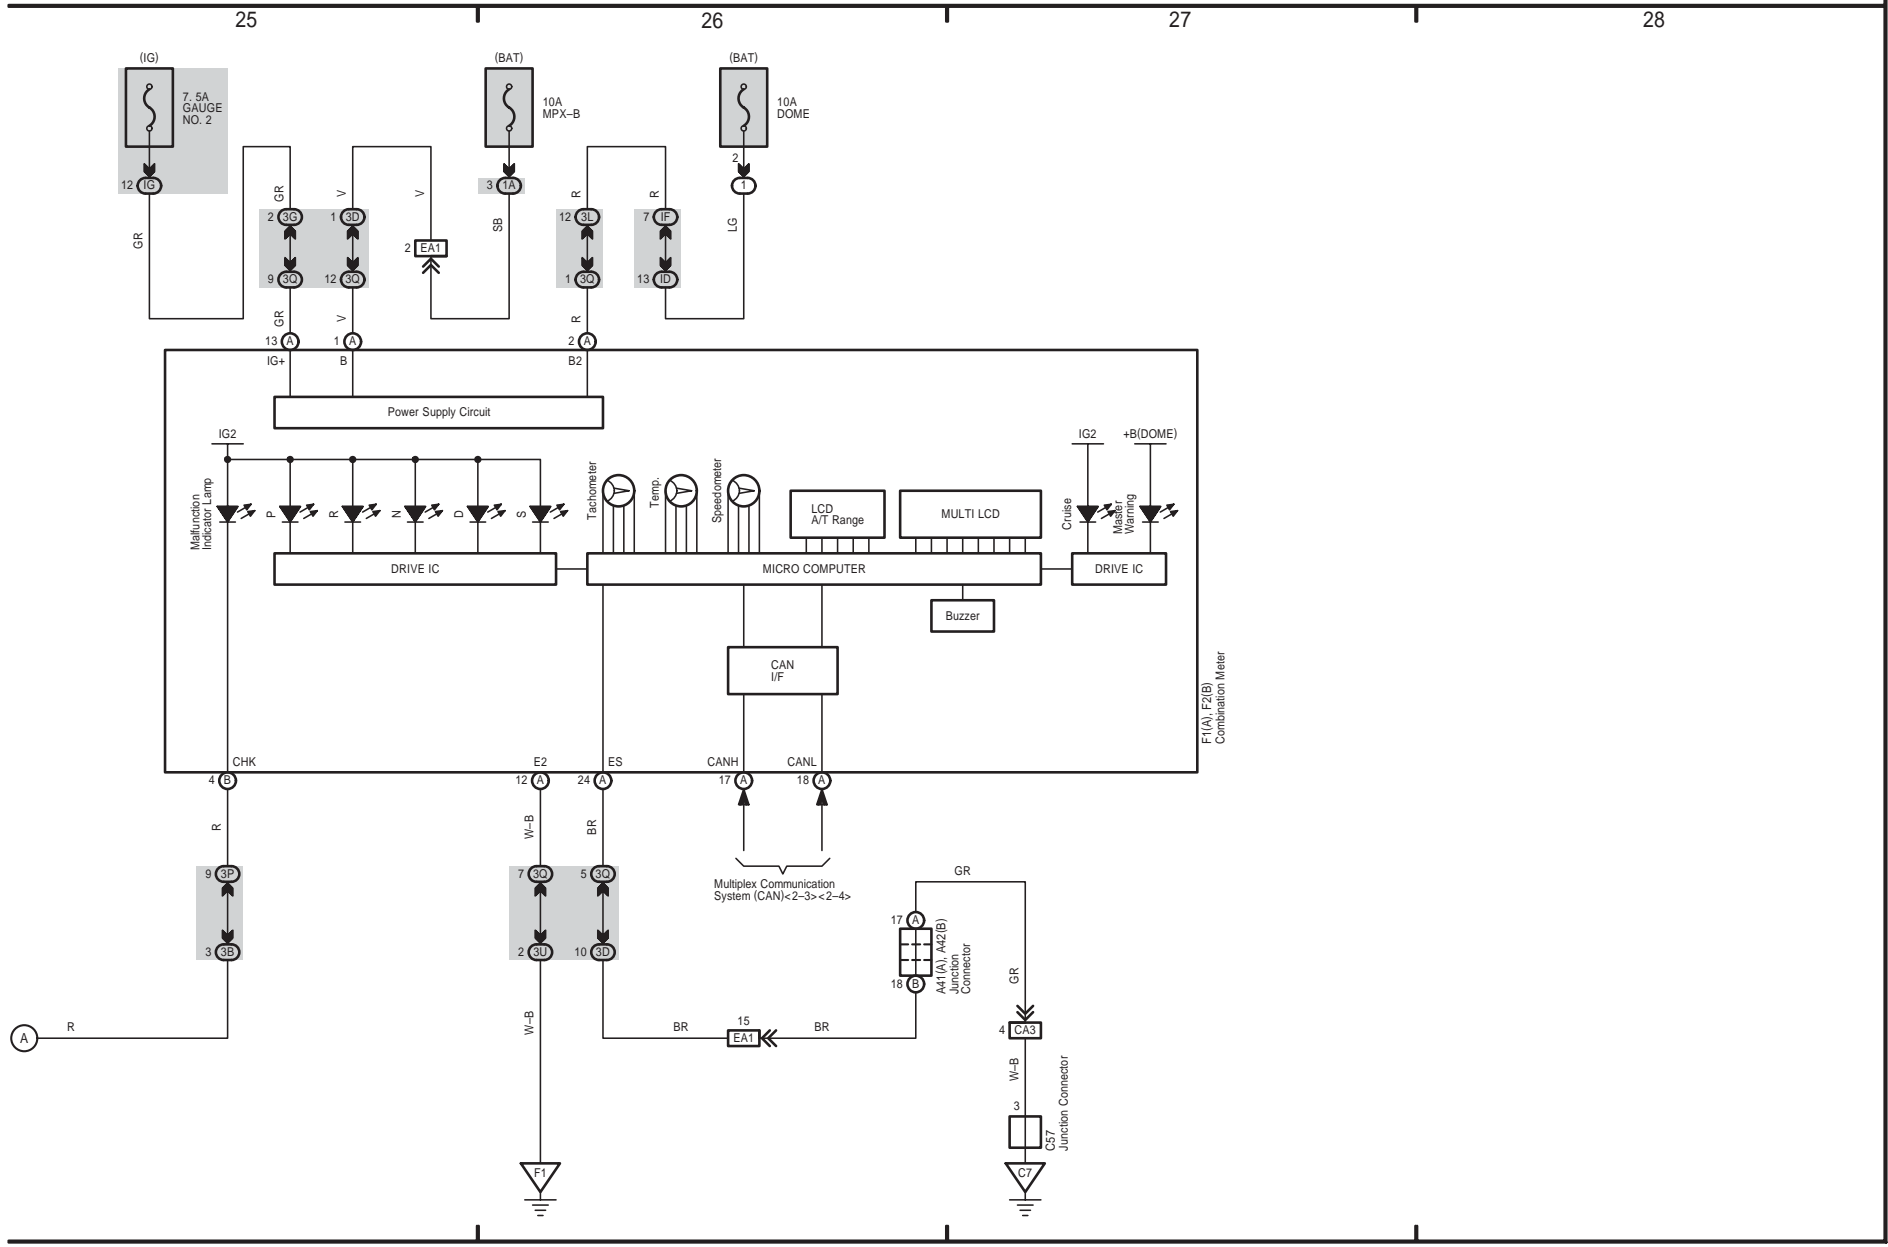 25
26
27
28
(IG)
(BAT)
(BAT)
7. 5A
GAUGE
NO. 2
10A
MPX–B
10A
DOME
12 IG
3 1A
2
1
GR
GR
V
V
SB
R
R
LG
2 3G
1 3D
2 EA1
12 3L
7 IF
9 3Q
12 3Q
1 3Q
13 ID
GR
V
R
13 A
1 A
2 A
IG+
B
B2
Power Supply Circuit
IG2
IG2
+B(DOME)
Malfunction
Indicator Lamp
P
R
N
D
S
Tachometer
Temp.
Speedometer
LCD
A/T Range
MULTI LCD
Cruise
Master
Warning
DRIVE IC
MICRO COMPUTER
DRIVE IC
Buzzer
CAN
I/F
F1(A), F2(B)
Combination Meter
CHK
E2
ES
CANH
CANL
4 B
12 A
24 A
17 A
18 A
R
W–B
BR
9 3P
7 3Q
5 3Q
Multiplex Communication
System (CAN)<2–3><2–4>
GR
17 A
3 3B
2 3U
10 3D
18 B
A41(A), A42(B)
Junction
Connector
GR
A
R
W–B
BR
15
EA1
BR
4 CA3
W–B
3
C57
Junction Connector
F1
C7